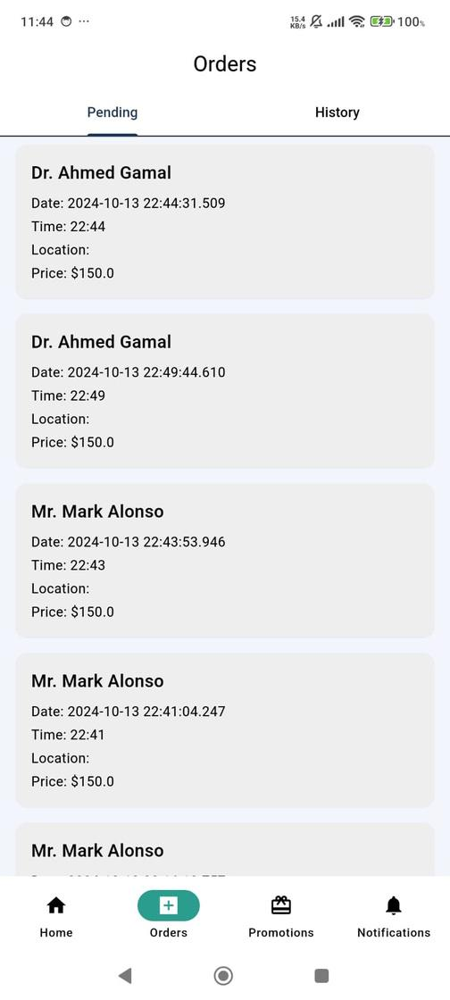 11:44 ...
15.4 KB/s 100%
Orders
Pending History
Dr. Ahmed Gamal
Date: 2024-10-13 22:44:31.509
Time: 22:44
Location:
Price: $150.0
Dr. Ahmed Gamal
Date: 2024-10-13 22:49:44.610
Time: 22:49
Location:
Price: $150.0
Mr. Mark Alonso
Date: 2024-10-13 22:43:53.946
Time: 22:43
Location:
Price: $150.0
Mr. Mark Alonso
Date: 2024-10-13 22:41:04.247
Time: 22:41
Location:
Price: $150.0
Mr. Mark Alonso
Home Orders Promotions Notifications